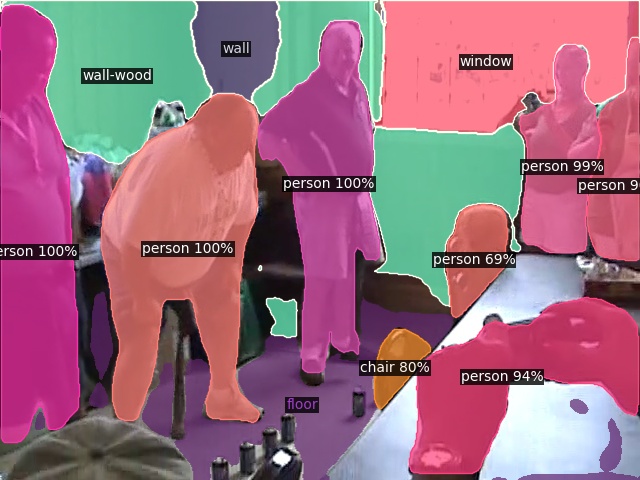 wall
window
wall-wood
person 99%
person 100%
person 9
erson 100%
person 100%
person 69%
chair 80%
person 94%
floor